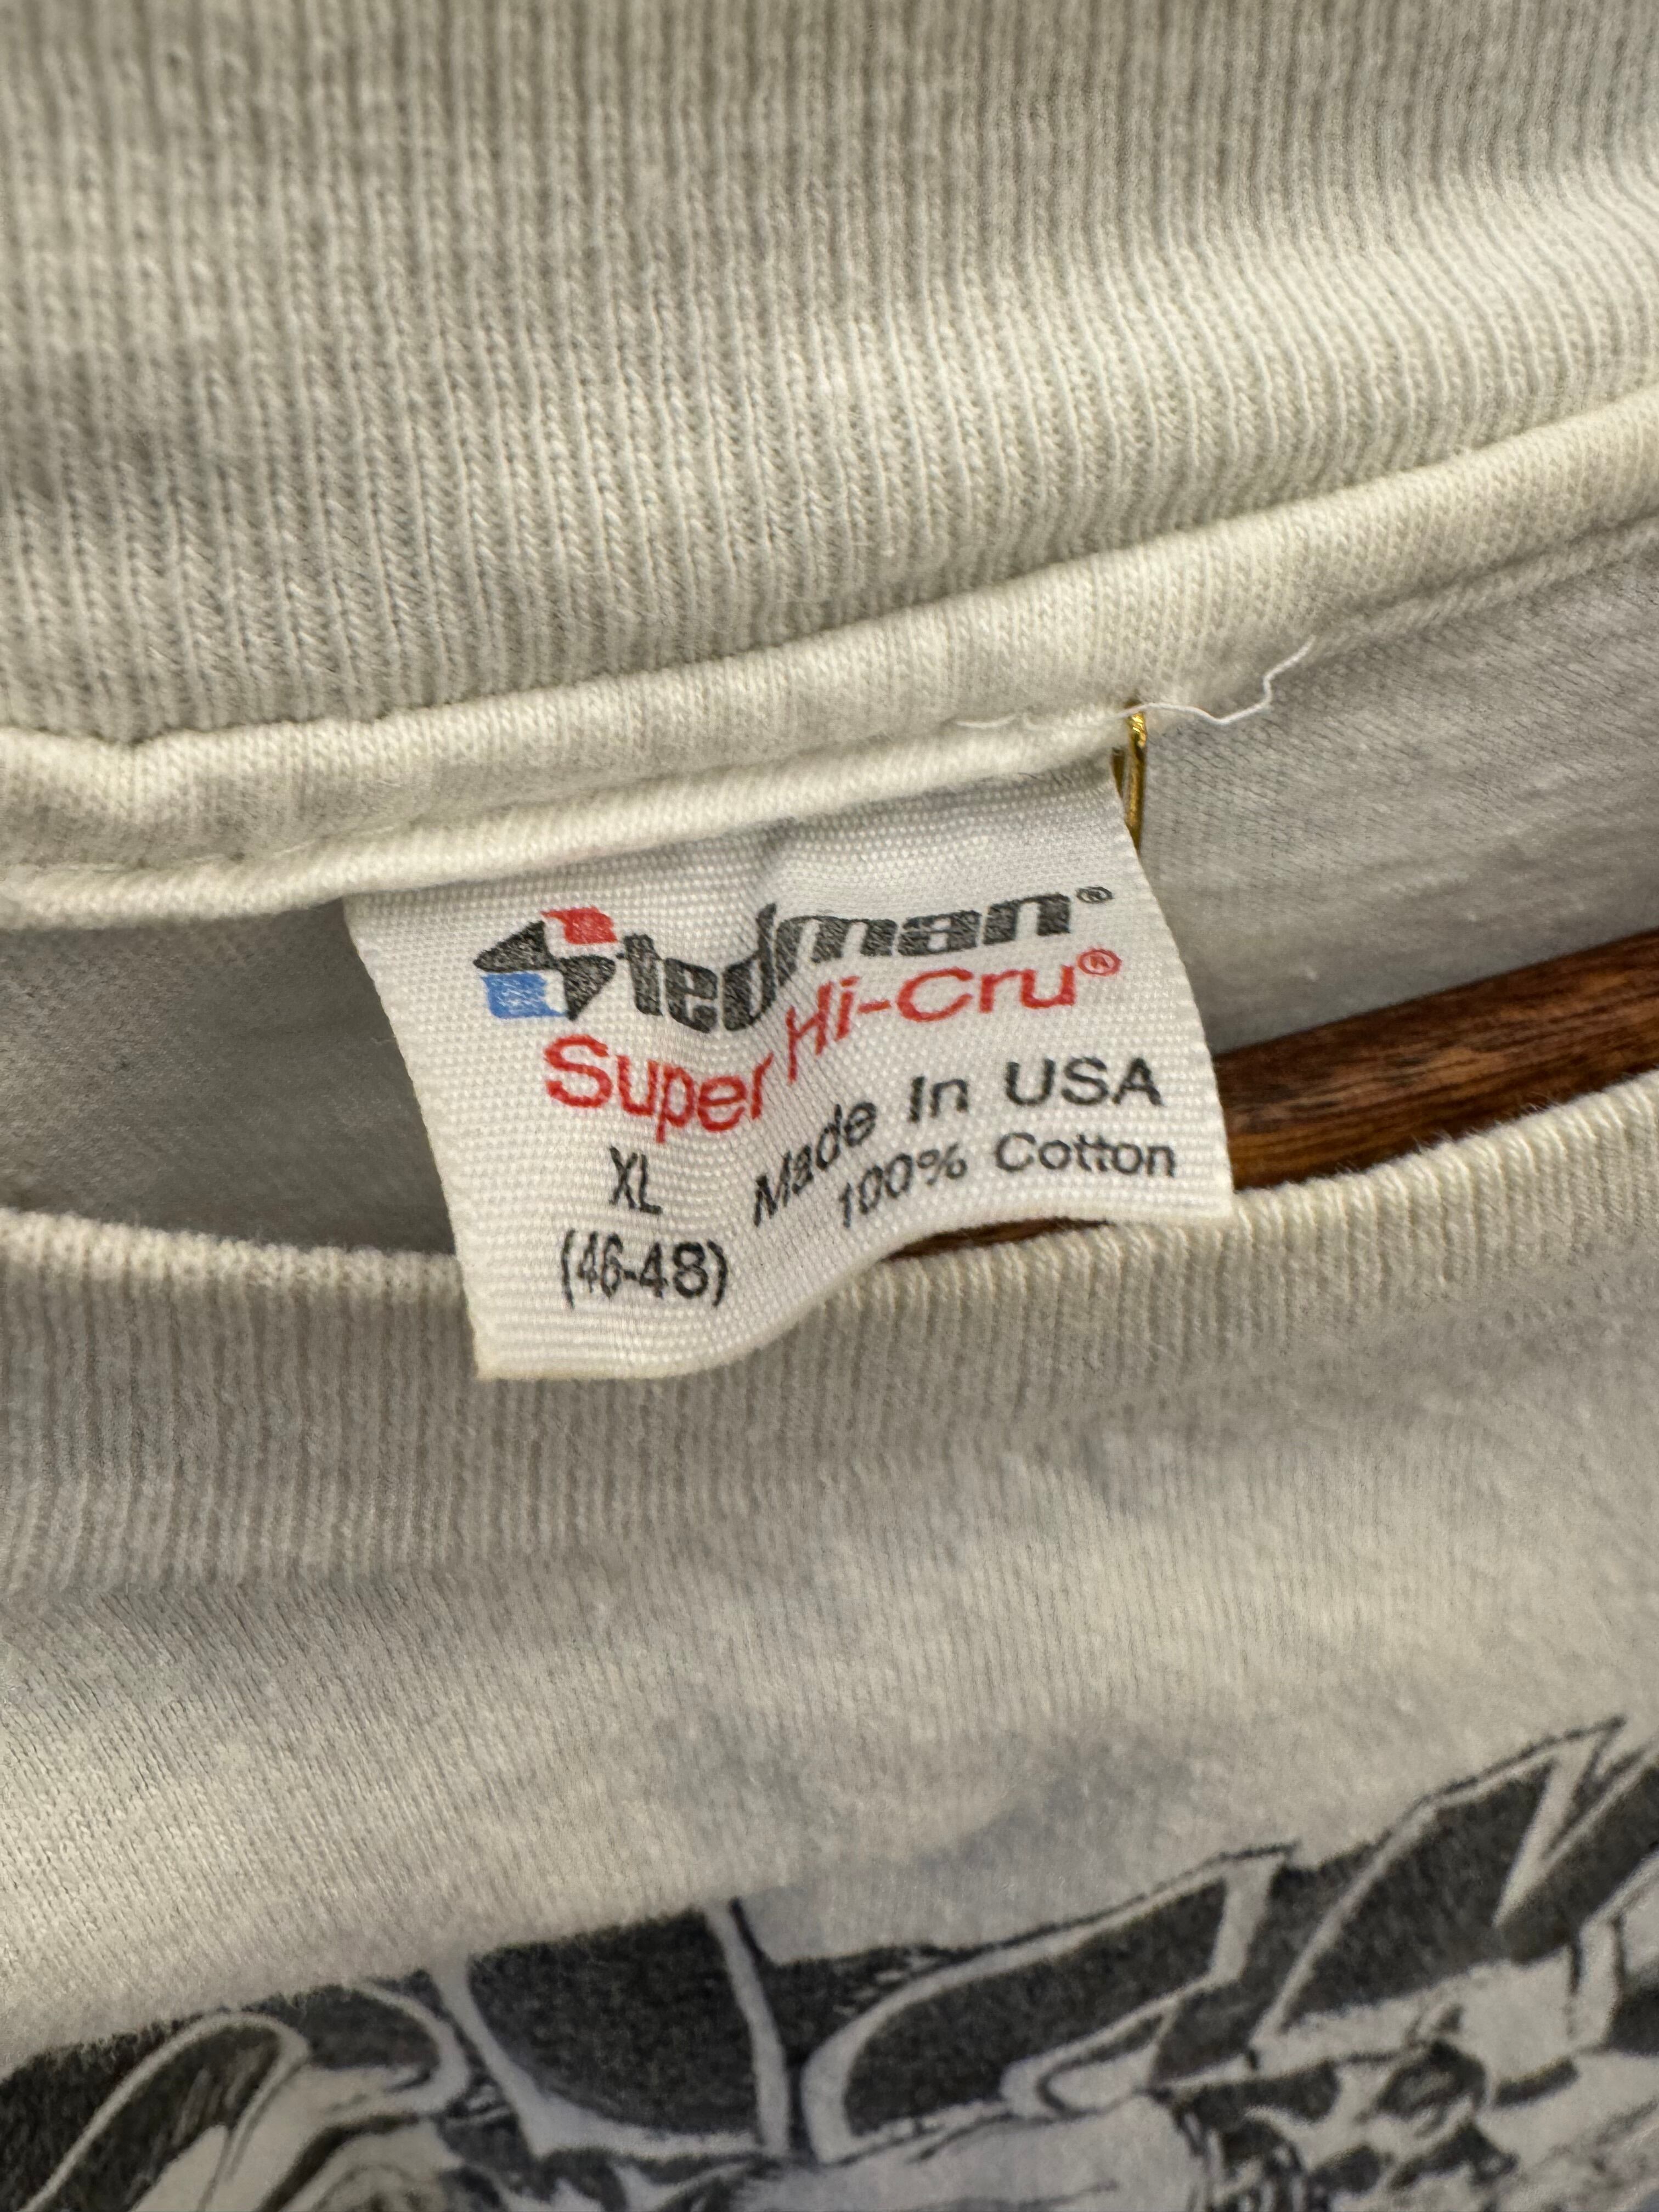 Stedman®
Super Hi-Cru®
XL
(46-48)
Made In USA
100% Cotton